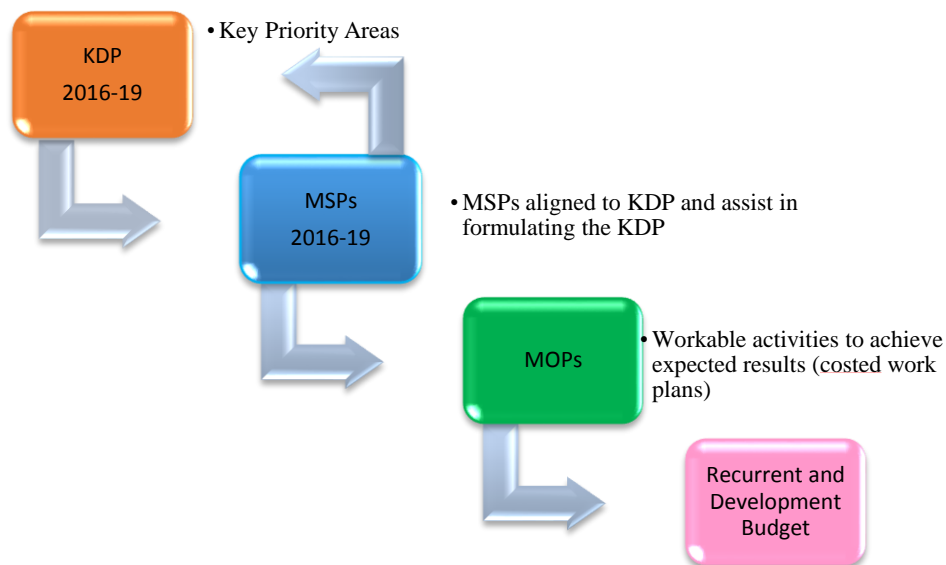 KDP
2016-19
• Key Priority Areas
MSPs
2016-19
• MSPs aligned to KDP and assist in
formulating the KDP
MOPs
• Workable activities to achieve
expected results (costed work
plans)
Recurrent and
Development
Budget